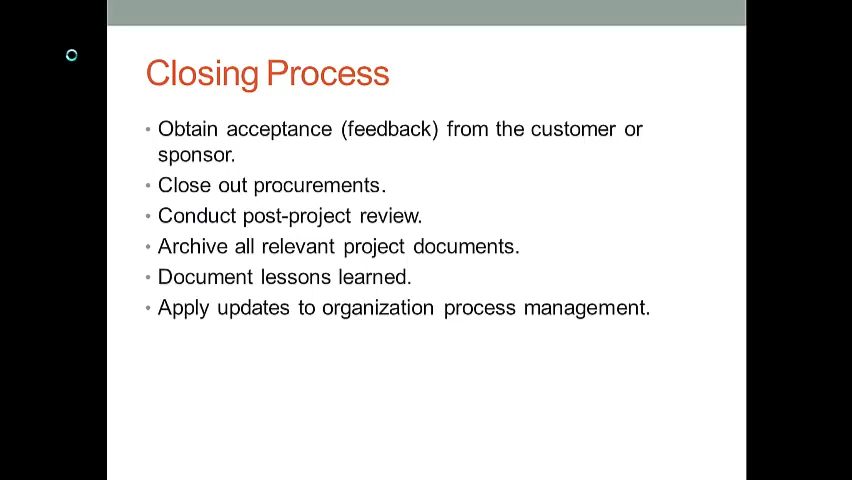 Closing Process
• Obtain acceptance (feedback) from the customer or
sponsor.
• Close out procurements.
• Conduct post-project review.
• Archive all relevant project documents.
• Document lessons learned.
• Apply updates to organization process management.